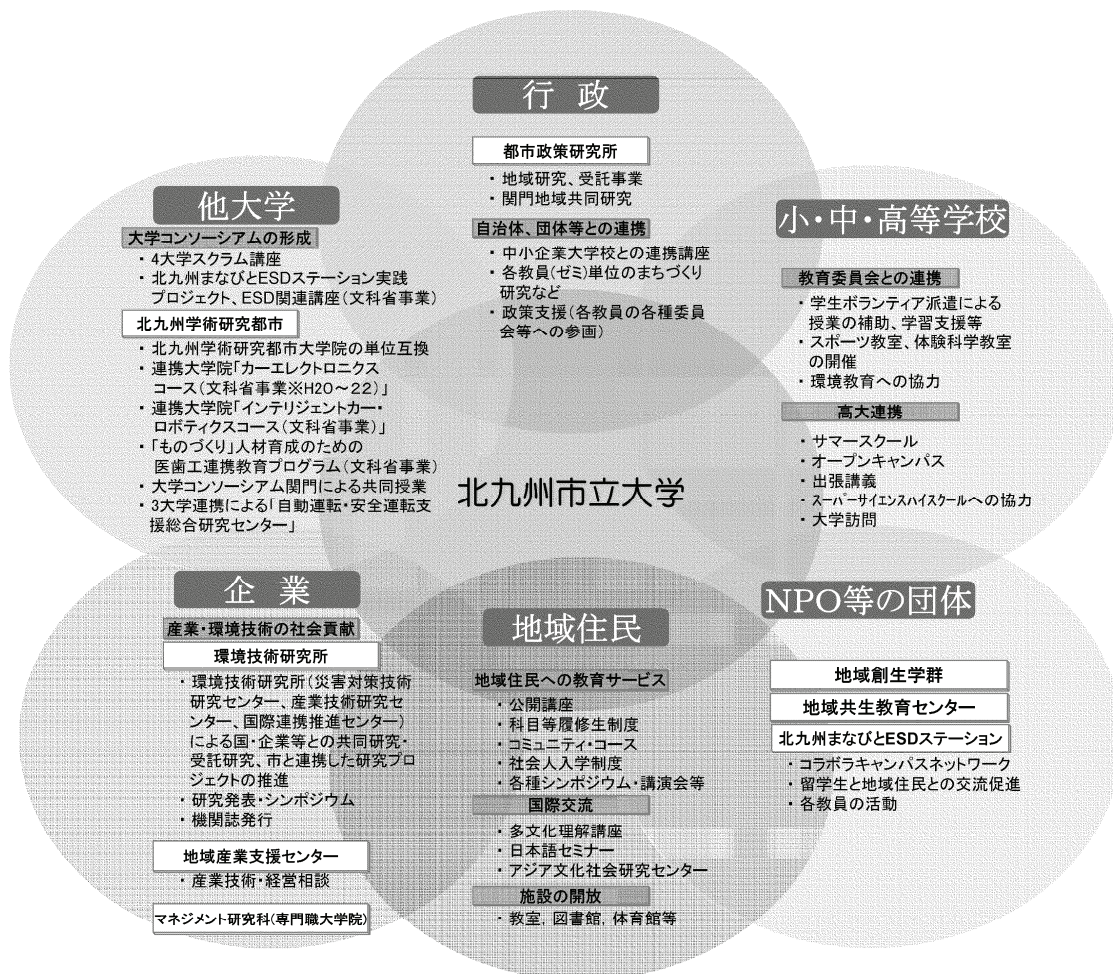 行 政
都市政策研究所
・ 地域研究、受託事業
・ 関門地域共同研究
自治体、団体等との連携
・ 中小企業大学校との連携講座
・ 各教員(ゼミ)単位のまちづくり
研究など
・ 政策支援(各教員の各種委員
会等への参画)
他大学
大学コンソーシアムの形成
・ 4大学スクラム講座
・ 北九州まなびとESDステーション実践
プロジェクト、ESD関連講座(文科省事業)
北九州学術研究都市
・ 北九州学術研究都市大学院の単位互換
・ 連携大学院「カーエレクトロニクス
コース(文科省事業※H20~22)」
・ 連携大学院「インテリジェントカー・
ロボティクスコース(文科省事業)」
・ 「ものづくり」人材育成のための
医歯工連携教育プログラム(文科省事業)
・ 大学コンソーシアム関門による共同授業
・ 3大学連携による「自動運転・安全運転支
援総合研究センター」
小・中・高等学校
教育委員会との連携
・ 学生ボランティア派遣による
授業の補助、学習支援等
・ スポーツ教室、体験科学教室
の開催
・ 環境教育への協力
高大連携
・ サマースクール
・ オープンキャンパス
・ 出張講義
・ スーパーサイエンスハイスクールへの協力
・ 大学訪問
北九州市立大学
企 業
産業・環境技術の社会貢献
環境技術研究所
・ 環境技術研究所(災害対策技術
研究センター、産業技術研究セ
ンター、国際連携推進センター)
による国・企業等との共同研究・
受託研究、市と連携した研究プロ
ジェクトの推進
・ 研究発表・シンポジウム
・ 機関誌発行
地域産業支援センター
・ 産業技術・経営相談
マネジメント研究科(専門職大学院)
地域住民
地域住民への教育サービス
・ 公開講座
・ 科目等履修生制度
・ コミュニティ・コース
・ 社会人入学制度
・ 各種シンポジウム・講演会等
国際交流
・ 多文化理解講座
・ 日本語セミナー
・ アジア文化社会研究センター
施設の開放
・ 教室, 図書館, 体育館等
NPO等の団体
地域創生学群
地域共生教育センター
北九州まなびとESDステーション
・ コラボラキャンパスネットワーク
・ 留学生と地域住民との交流促進
・ 各教員の活動